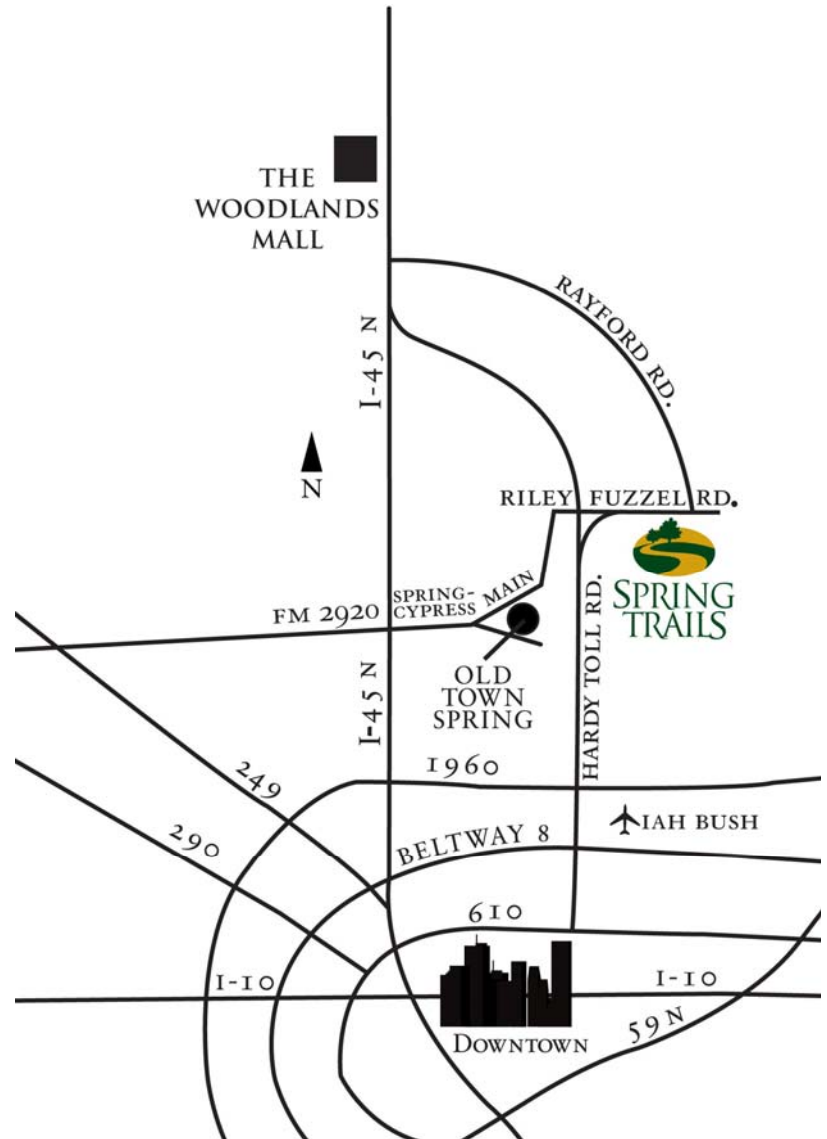 THE
WOODLANDS
MALL
RAYFORD RD.
I-45 N
N
RILEY FUZZEL RD.
SPRING
TRAILS
SPRING-
CYPRESS
MAIN
FM 2920
HARDY TOLL RD.
OLD
TOWN
SPRING
I-45 N
1960
249
IAH BUSH
290
BELTWAY 8
610
I-10
I-10
59 N
DOWNTOWN